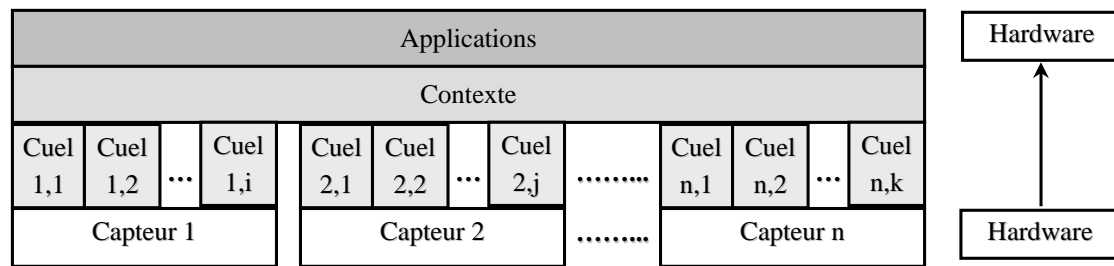 Applications
Hardware
Contexte
Cuel Cuel Cuel Cuel Cuel Cuel Cuel Cuel Cuel
1,1 1,2 ... 1,i 2,1 2,2 ... 2,j ......... n,1 n,2 ... n,k
Capteur 1 Capteur 2 ......... Capteur n
Hardware